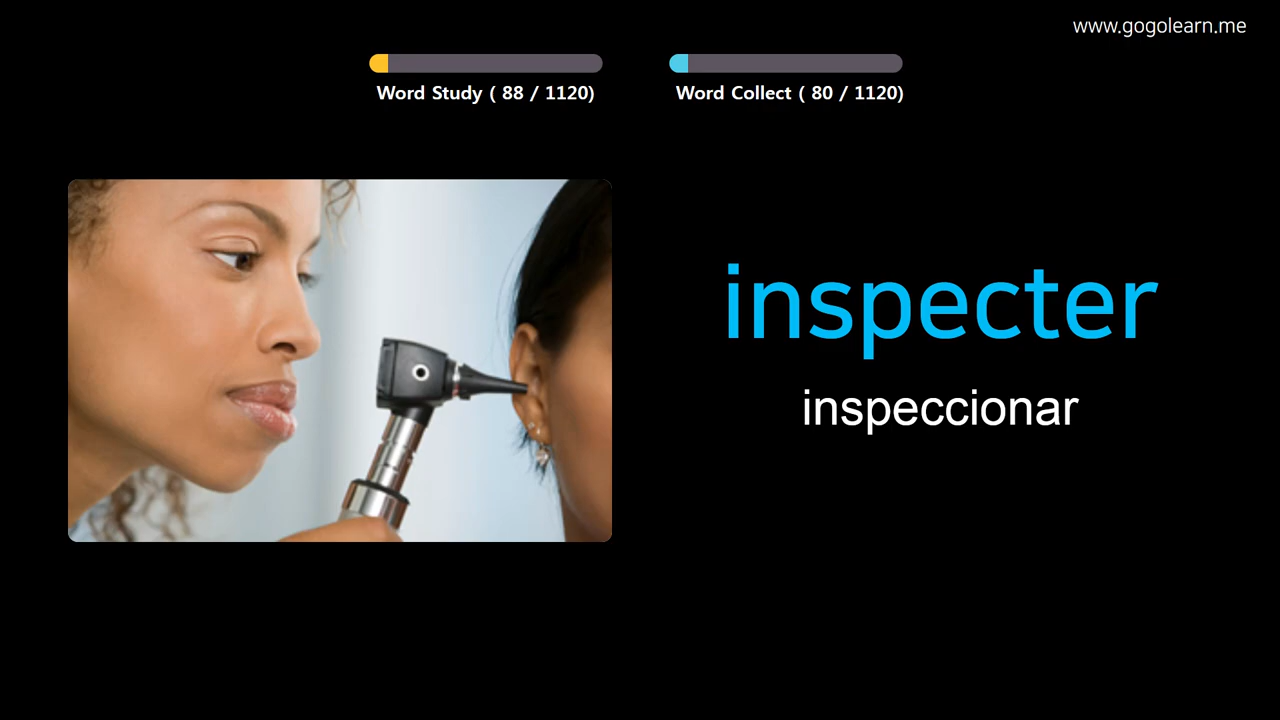 www.gogolearn.me
Word Study ( 88 / 1120)
Word Collect ( 80 / 1120)
inspecter
inspeccionar